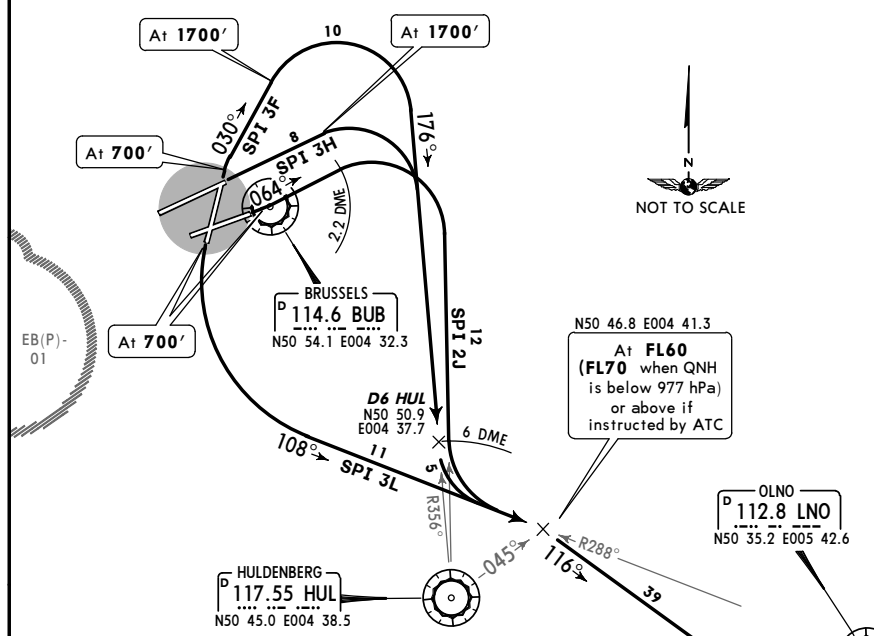 At 1700'
10
At 1700'
030°
SPI 3F
8
SPI 3H
176°
At 700'
064°
2.2 DME
N
NOT TO SCALE
BRUSSELS
D 114.6 BUB
N50 54.1 E004 32.3
EB(P)-
01
At 700'
12
SPI 2J
N50 46.8 E004 41.3
At FL60
(FL70 when QNH
is below 977 hPa)
or above if
instructed by ATC
D6 HUL
N50 50.9
E004 37.7
6 DME
108°
11
SPI 3L
5
R356°
OLNO
D 112.8 LNO
N50 35.2 E005 42.6
045°
R288°
116°
39
HULDENBERG
D 117.55 HUL
N50 45.0 E004 38.5